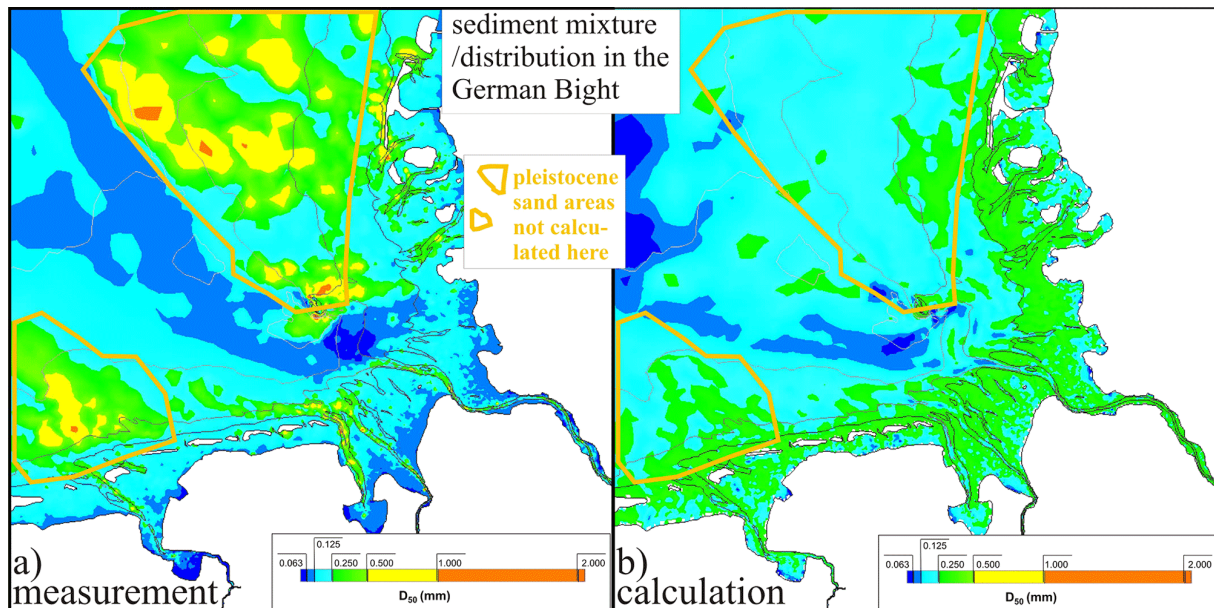 sediment mixture
/distribution in the
German Bight
pleistocene
sand areas
not calcu-
lated here
a)
measurement
0.063
0.125
0.250
0.500
1.000
2.000
D50 (mm)
b)
calculation
0.063
0.125
0.250
0.500
1.000
2.000
D50 (mm)